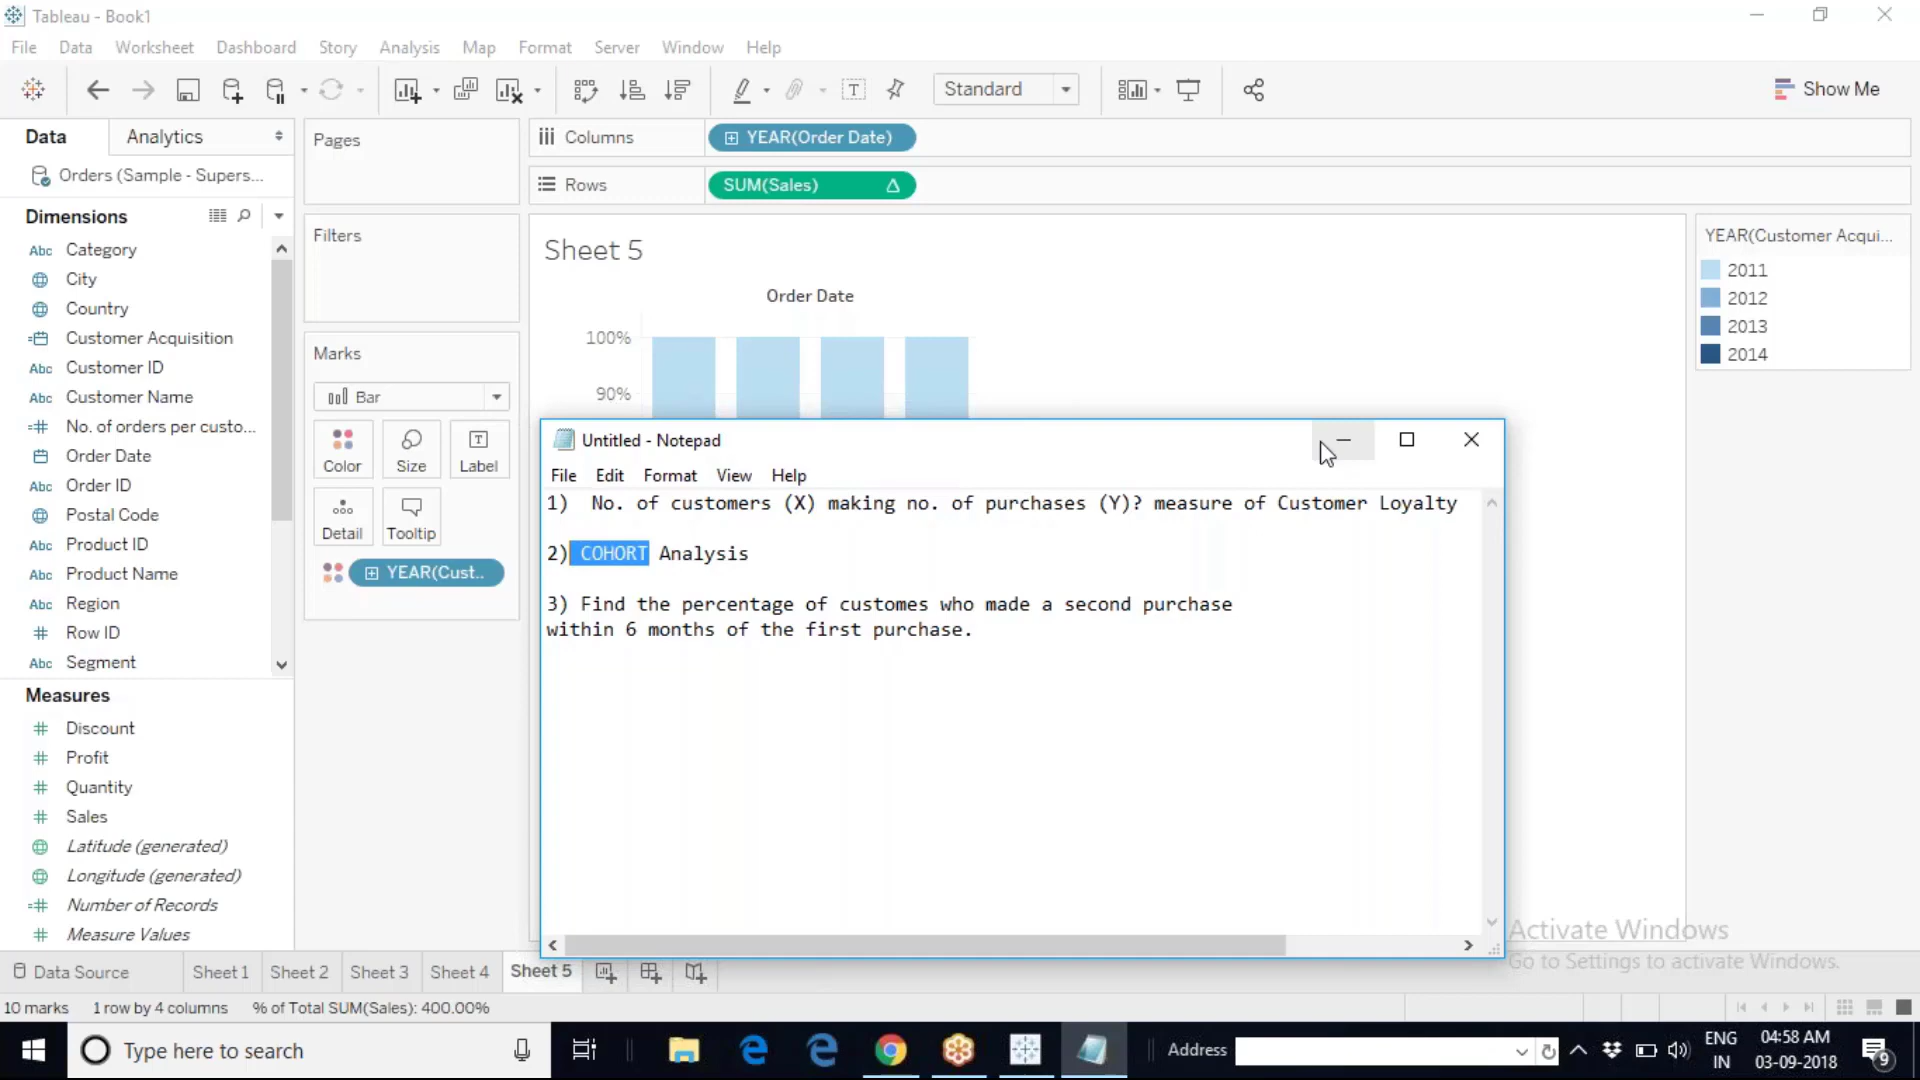 Tableau - Book1
File Data Worksheet Dashboard Story Analysis Map Format Server Window Help
Standard
Show Me
Data
Analytics
Orders (Sample - Supers...
Dimensions
Abc Category
City
Country
Customer Acquisition
Abc Customer ID
Abc Customer Name
No. of orders per custo...
Order Date
Abc Order ID
Postal Code
Abc Product ID
Abc Product Name
Abc Region
Row ID
Abc Segment
Measures
Discount
Profit
Quantity
Sales
Latitude (generated)
Longitude (generated)
Number of Records
Measure Values
Pages
Filters
Marks
Bar
Color Size Label
Detail Tooltip
YEAR(Cust..
Columns YEAR(Order Date)
Rows SUM(Sales)
Sheet 5
Order Date
100%
90%
YEAR(Customer Acqui...
2011
2012
2013
2014
Untitled - Notepad
File Edit Format View Help
1) No. of customers (X) making no. of purchases (Y)? measure of Customer Loyalty
2) COHORT Analysis
3) Find the percentage of customes who made a second purchase
within 6 months of the first purchase.
Activate Windows
Go to Settings to activate Windows.
Data Source Sheet 1 Sheet 2 Sheet 3 Sheet 4 Sheet 5
10 marks 1 row by 4 columns % of Total SUM(Sales): 400.00%
Type here to search
Address
ENG
IN
04:58 AM
03-09-2018
9